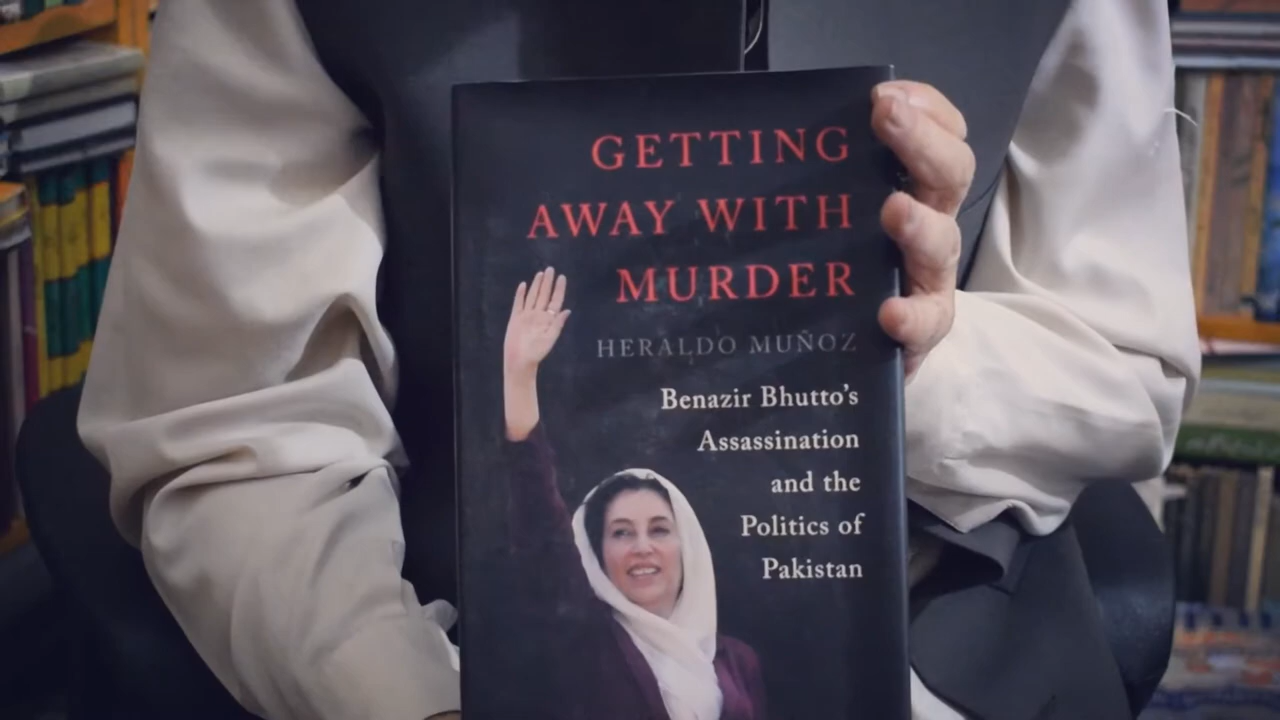 GETTING
AWAY WITH
MURDER
HERALDO MUÑOZ
Benazir Bhutto’s
Assassination
and the
Politics of
Pakistan